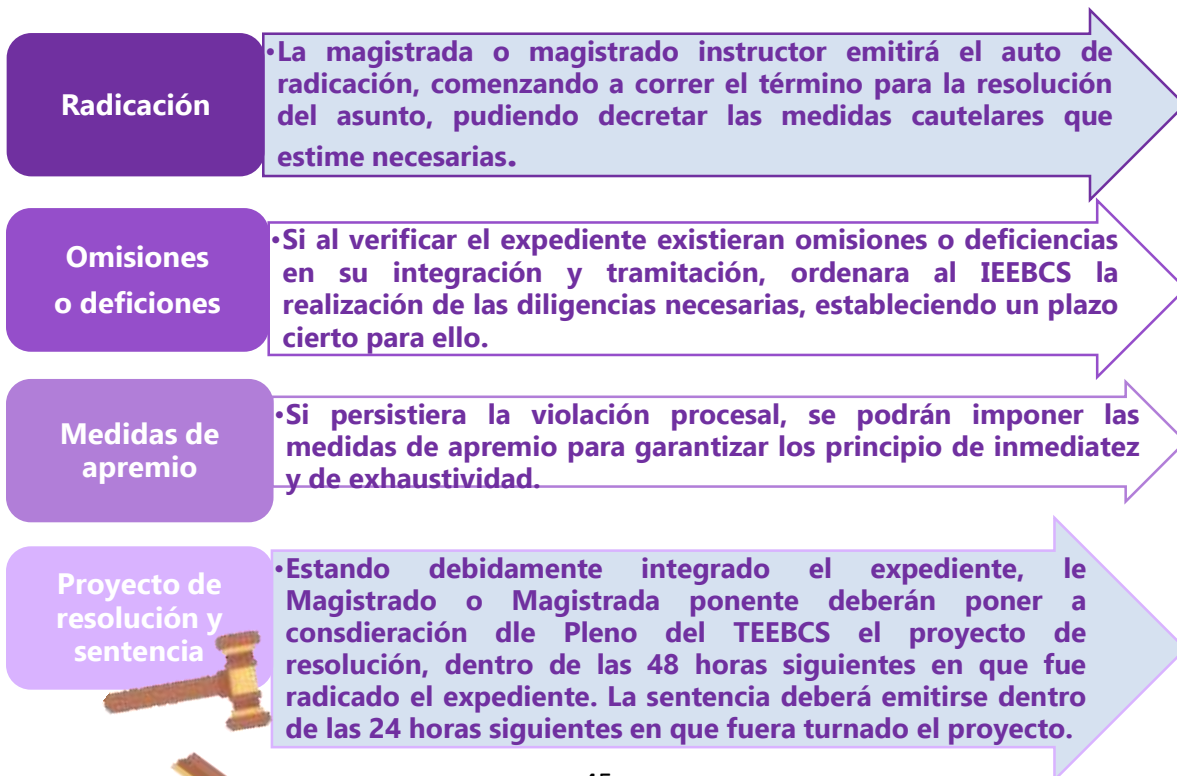 Radicación
•La magistrada o magistrado instructor emitirá el auto de
radicación, comenzando a correr el término para la resolución
del asunto, pudiendo decretar las medidas cautelares que
estime necesarias.
Omisiones
o deficiones
•Si al verificar el expediente existieran omisiones o deficiencias
en su integración y tramitación, ordenara al IEEBCS la
realización de las diligencias necesarias, estableciendo un plazo
cierto para ello.
Medidas de
apremio
•Si persistiera la violación procesal, se podrán imponer las
medidas de apremio para garantizar los principio de inmediatez
y de exhaustividad.
Proyecto de
resolución y
sentencia
•Estando debidamente integrado el expediente, le
Magistrado o Magistrada ponente deberán poner a
consdieración dle Pleno del TEEBCS el proyecto de
resolución, dentro de las 48 horas siguientes en que fue
radicado el expediente. La sentencia deberá emitirse dentro
de las 24 horas siguientes en que fuera turnado el proyecto.